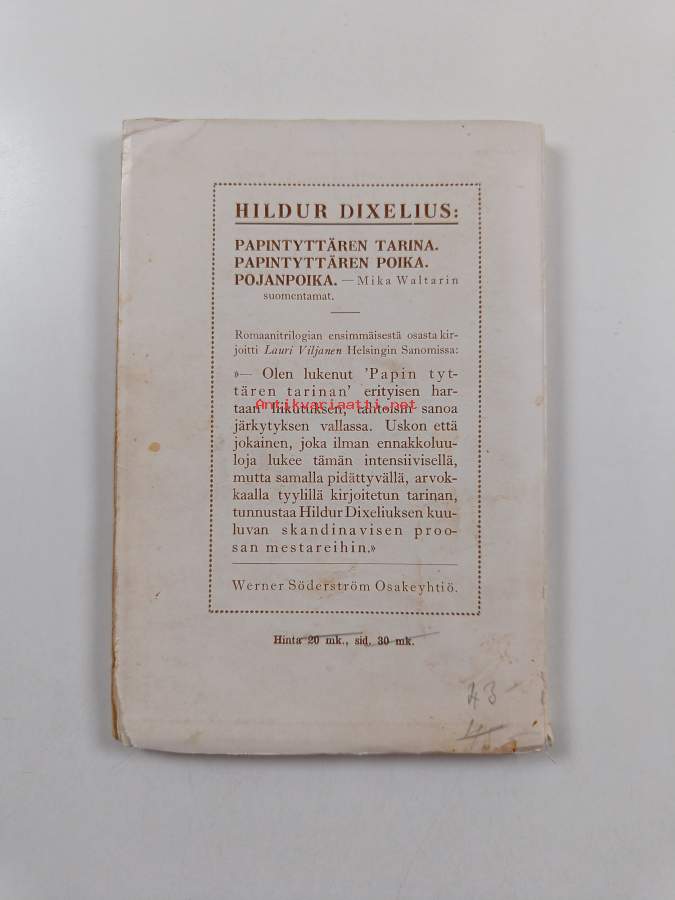 HILDUR DIXELIUS:
PAPINTYTTÄREN TARINA.
PAPINTYTTÄREN POIKA.
POJANPOIKA. — Mika Waltarin
suomentamat.
Romaanitrilogian ensimmäisestä osasta kir-
joitti Lauri Viljanen Helsingin Sanomissa:
»— Olen lukenut 'Papin tyt-
tären tarinan' erityisen har-
Antikvariaatti.net
taan liikutuksen, tahtoisin sanoa
järkytyksen vallassa. Uskon että
jokainen, joka ilman ennakkoluu-
loja lukee tämän intensiivisellä,
mutta samalla pidättyvällä, arvok-
kaalla tyylillä kirjoitetun tarinan,
tunnustaa Hildur Dixeliuksen kuu-
luvan skandinavisen proo-
san mestareihin.»
Werner Söderström Osakeyhtiö.
Hinta 20 mk., sid. 30 mk.